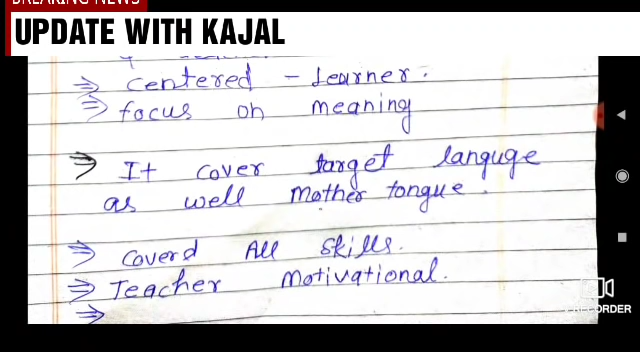 BREAKING NEWS
UPDATE WITH KAJAL
⇒ centered - Learner.
⇒ focus on meaning
⇒ It cover target languge
as well Mother tongue.
⇒ coverd All skills.
⇒ Teacher Motivational.
⇒
RECORDER